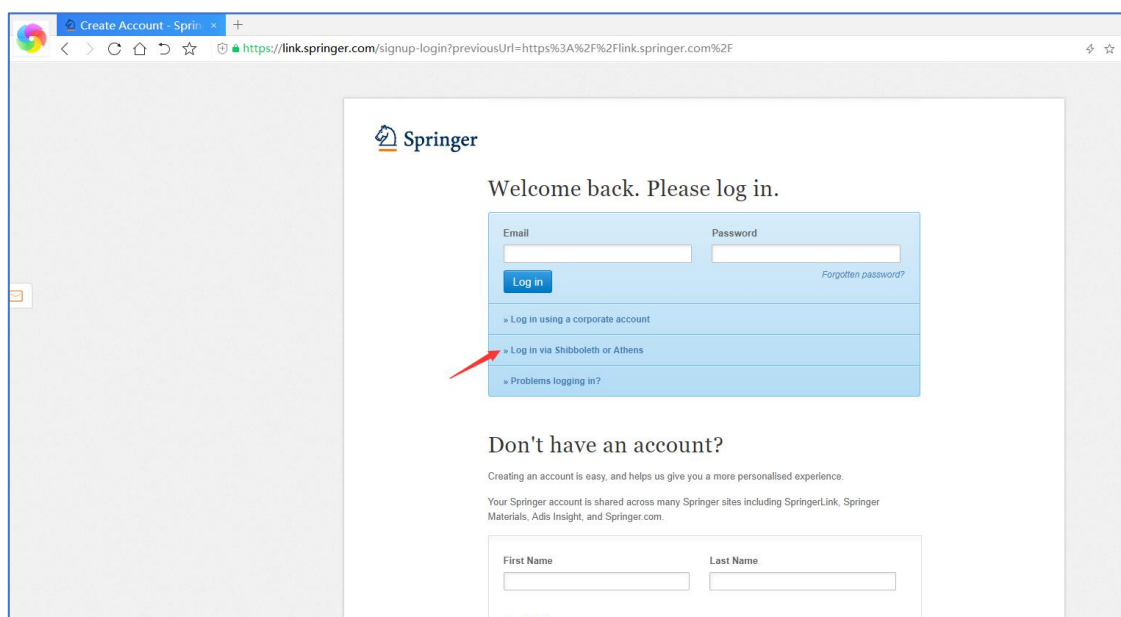 Create Account - Sprin
https://link.springer.com/signup-login?previousUrl=https%3A%2F%2Flink.springer.com%2F
Springer
Welcome back. Please log in.
Email Password
Forgotten password?
Log in
» Log in using a corporate account
» Log in via Shibboleth or Athens
» Problems logging in?
Don't have an account?
Creating an account is easy, and helps us give you a more personalised experience.
Your Springer account is shared across many Springer sites including SpringerLink, Springer
Materials, Adis Insight, and Springer.com.
First Name Last Name